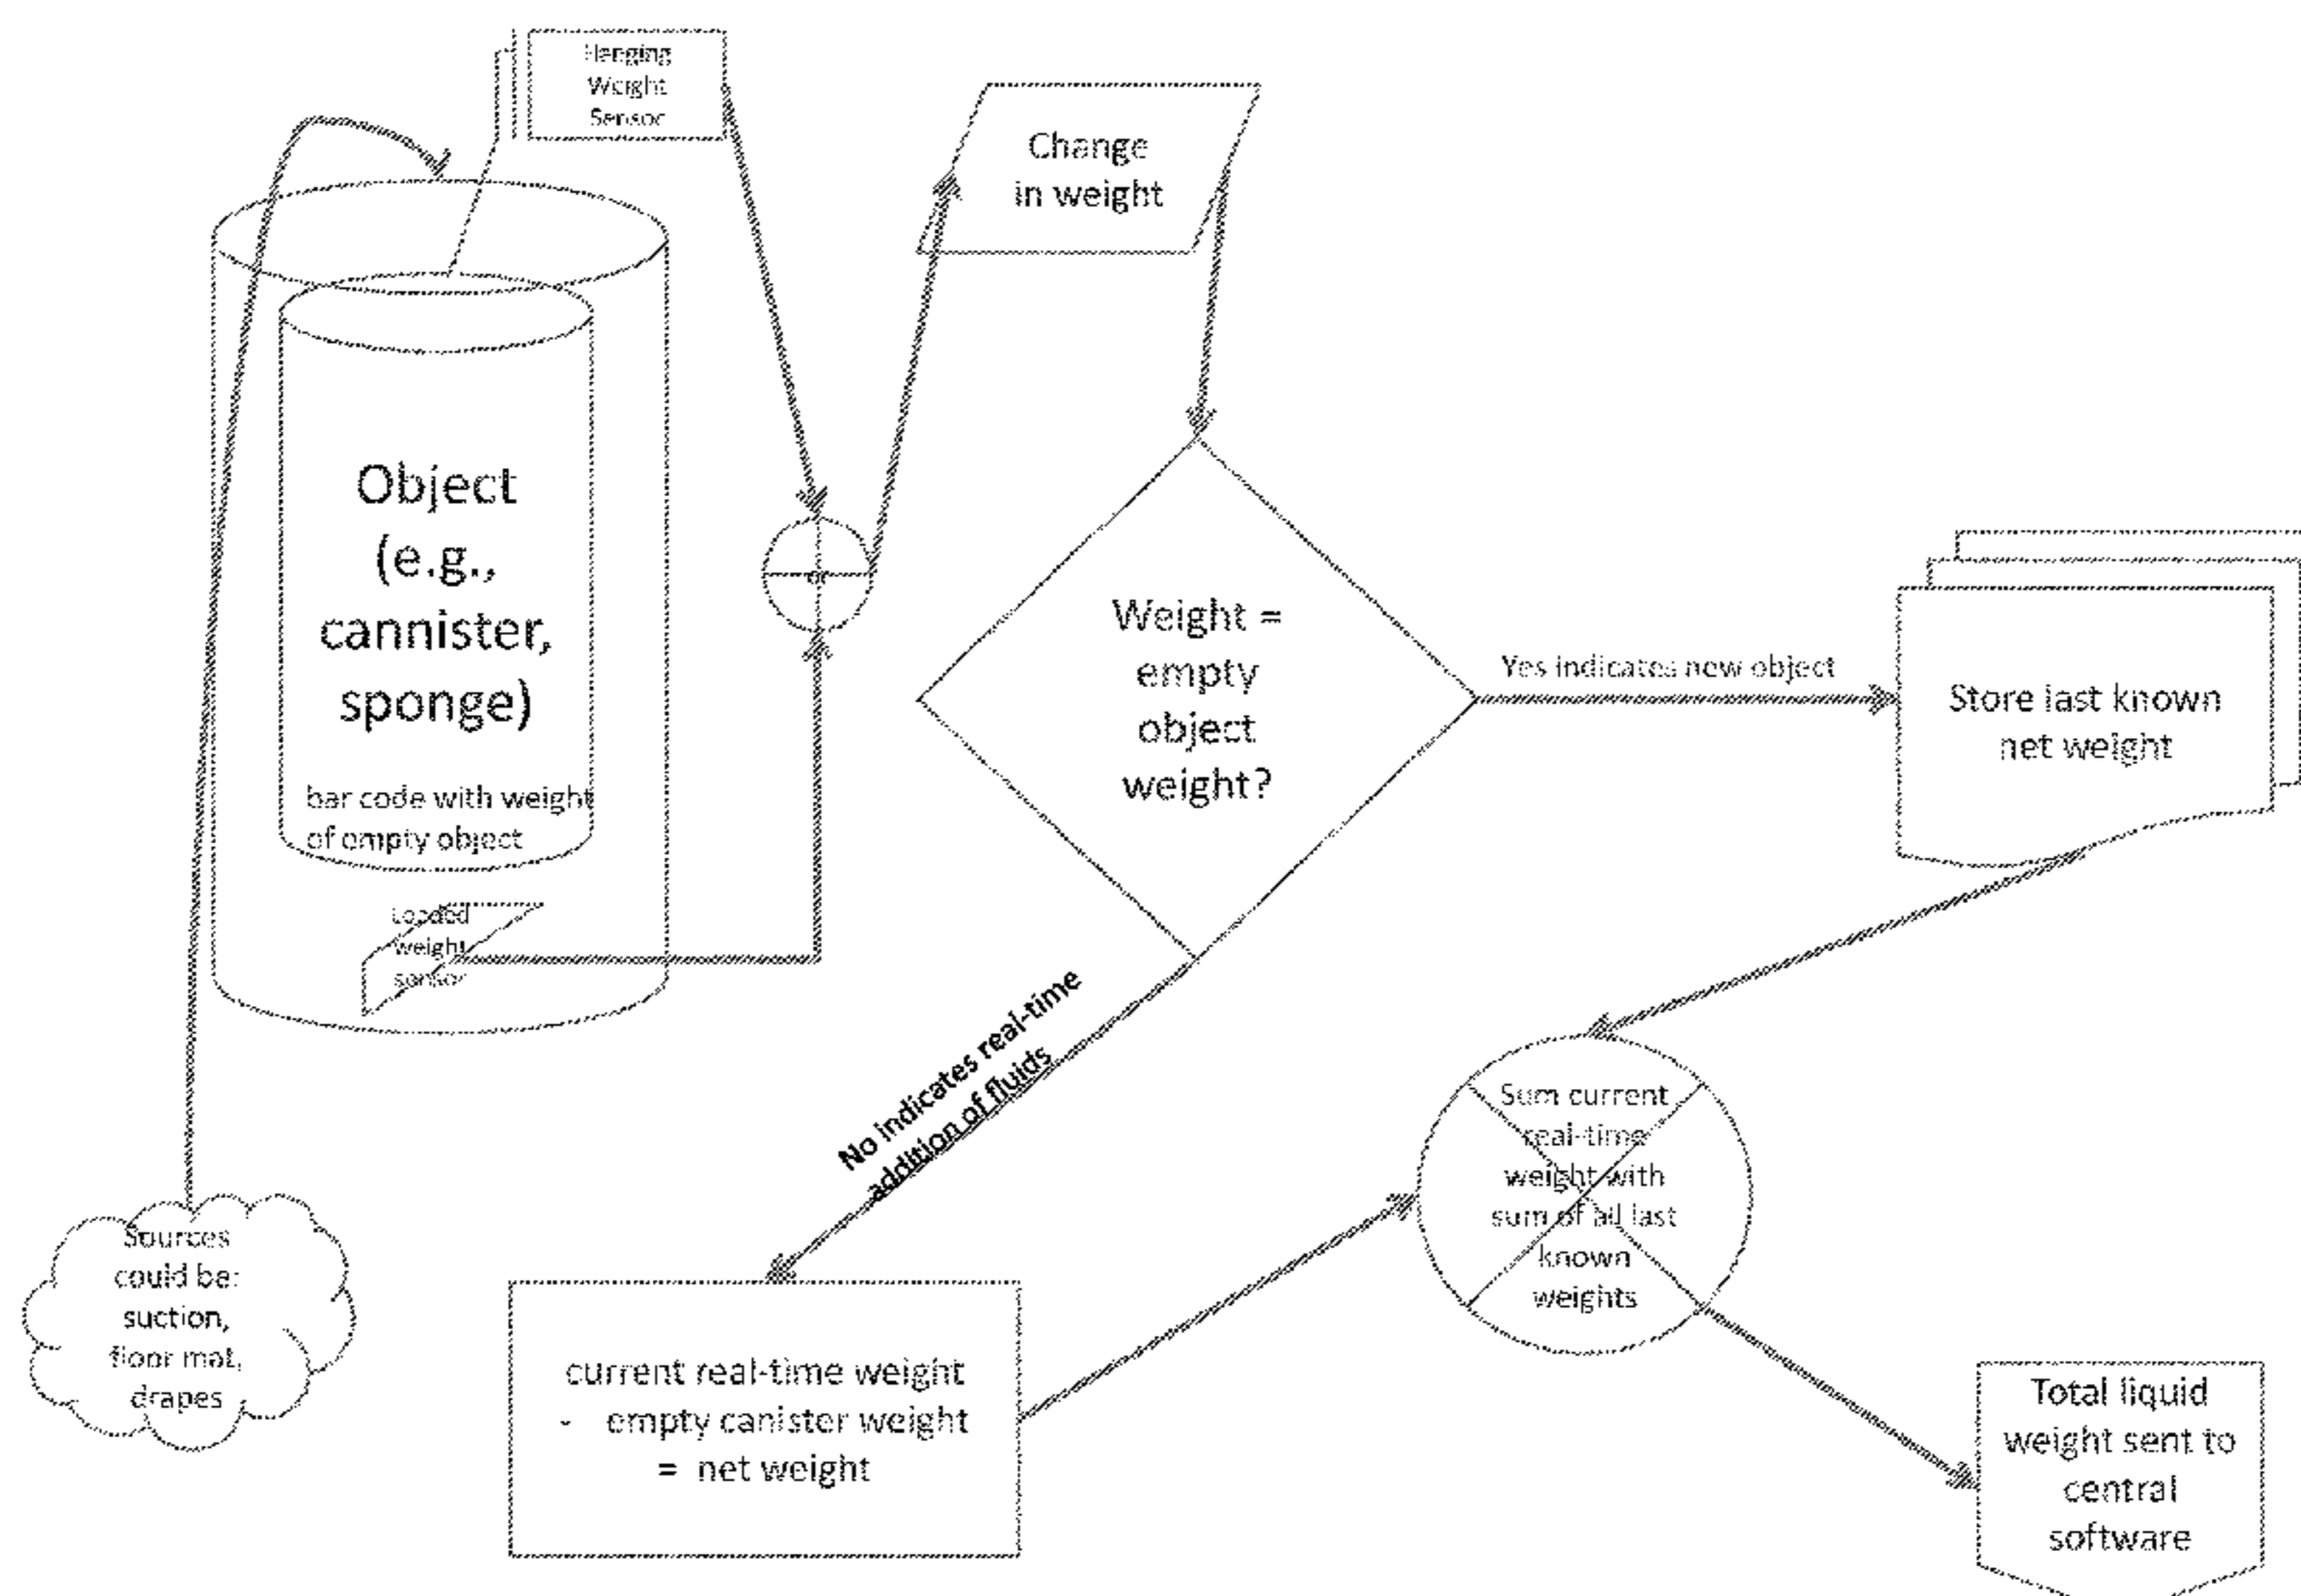 Hanging
Weight
Sensor
Change
in weight
Object
(e.g.,
cannister,
sponge)
bar code with weight
of empty object
Loaded
weight
sensor
or
Weight =
empty
object
weight?
Yes indicates new object
Store last known
net weight
No indicates real-time
addition of fluids
Sources
could be:
suction,
floor mat,
drapes
current real-time weight
- empty canister weight
= net weight
Sum current
real-time
weight with
sum of all last
known
weights
Total liquid
weight sent to
central
software